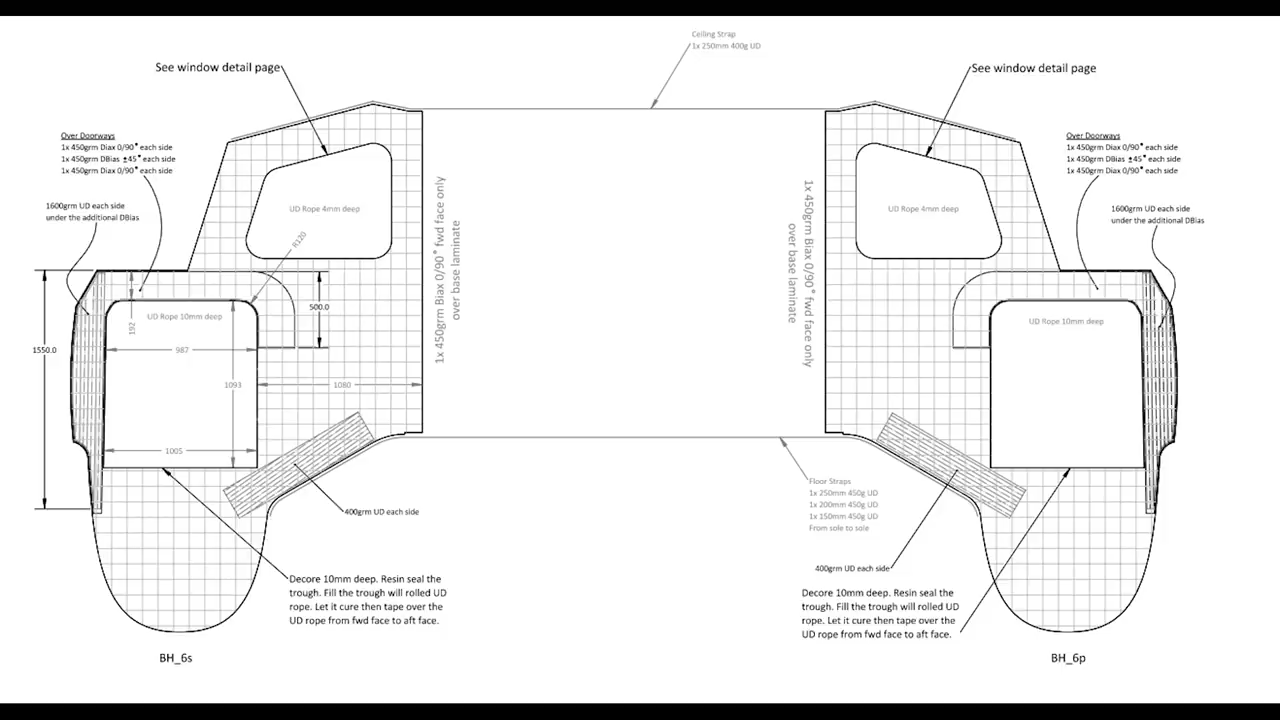 Ceiling Strap
1x 250mm 400g UD
See window detail page
See window detail page
Over Doorways
1x 450grm Diax 0/90° each side
1x 450grm DBias ±45° each side
1x 450grm Diax 0/90° each side
Over Doorways
1x 450grm Diax 0/90° each side
1x 450grm DBias ±45° each side
1x 450grm Diax 0/90° each side
1600grm UD each side
under the additional DBias
1600grm UD each side
under the additional DBias
UD Rope 4mm deep
UD Rope 4mm deep
R120
1x 450grm Biax 0/90° fwd face only
over base laminate
1x 450grm Biax 0/90° fwd face only
over base laminate
500.0
192
UD Rope 10mm deep
UD Rope 10mm deep
1550.0
987
1093
1080
1005
400grm UD each side
Floor Straps
1x 250mm 450g UD
1x 200mm 450g UD
1x 150mm 450g UD
From sole to sole
400grm UD each side
Decore 10mm deep. Resin seal the
trough. Fill the trough will rolled UD
rope. Let it cure then tape over the
UD rope from fwd face to aft face.
Decore 10mm deep. Resin seal the
trough. Fill the trough will rolled UD
rope. Let it cure then tape over the
UD rope from fwd face to aft face.
BH_6s
BH_6p